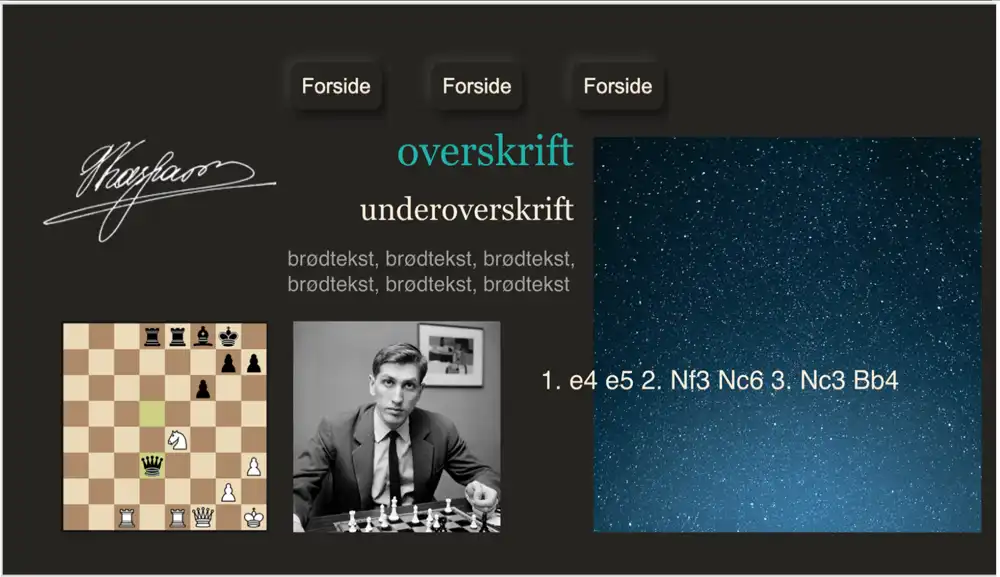 Forside
Forside
Forside
overskrift
underoverskrift
brødtekst, brødtekst, brødtekst,
brødtekst, brødtekst, brødtekst
1. e4 e5 2. Nf3 Nc6 3. Nc3 Bb4